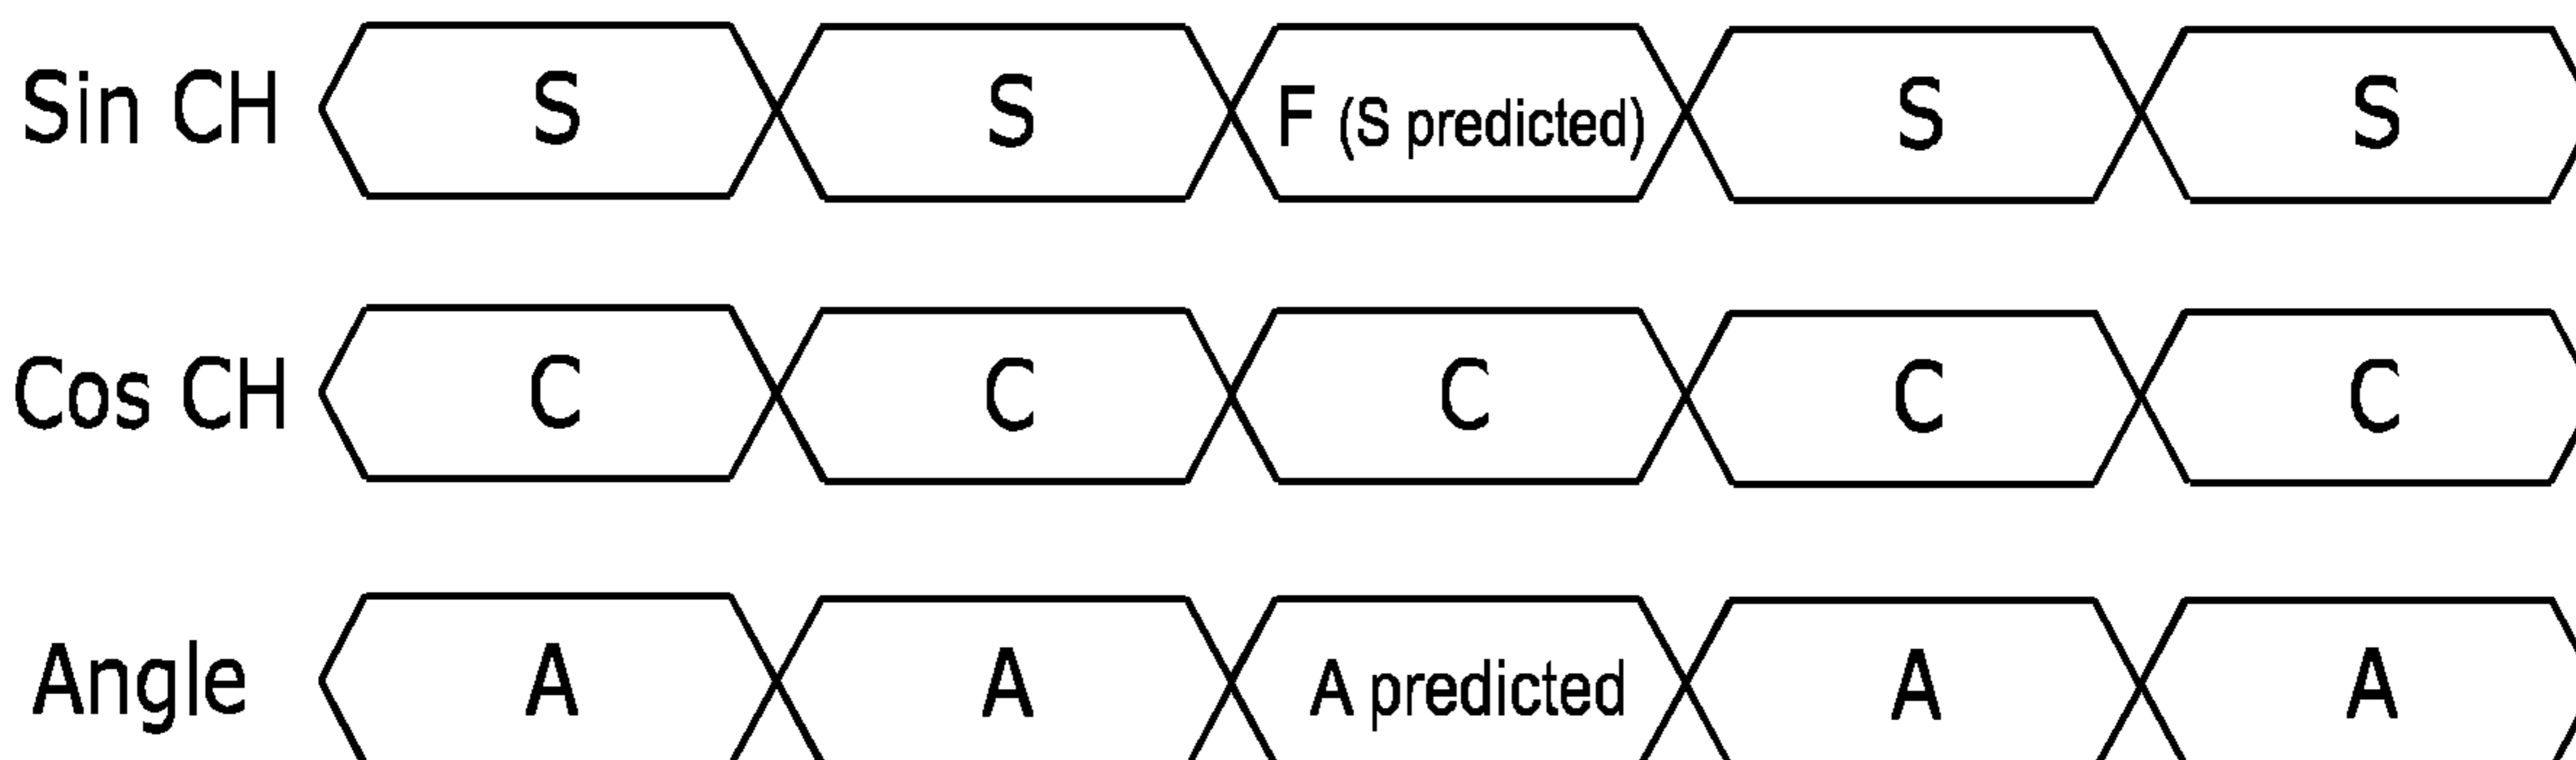 Sin CH S S F (S predicted) S S
Cos CH C C C C C
Angle A A A predicted A A